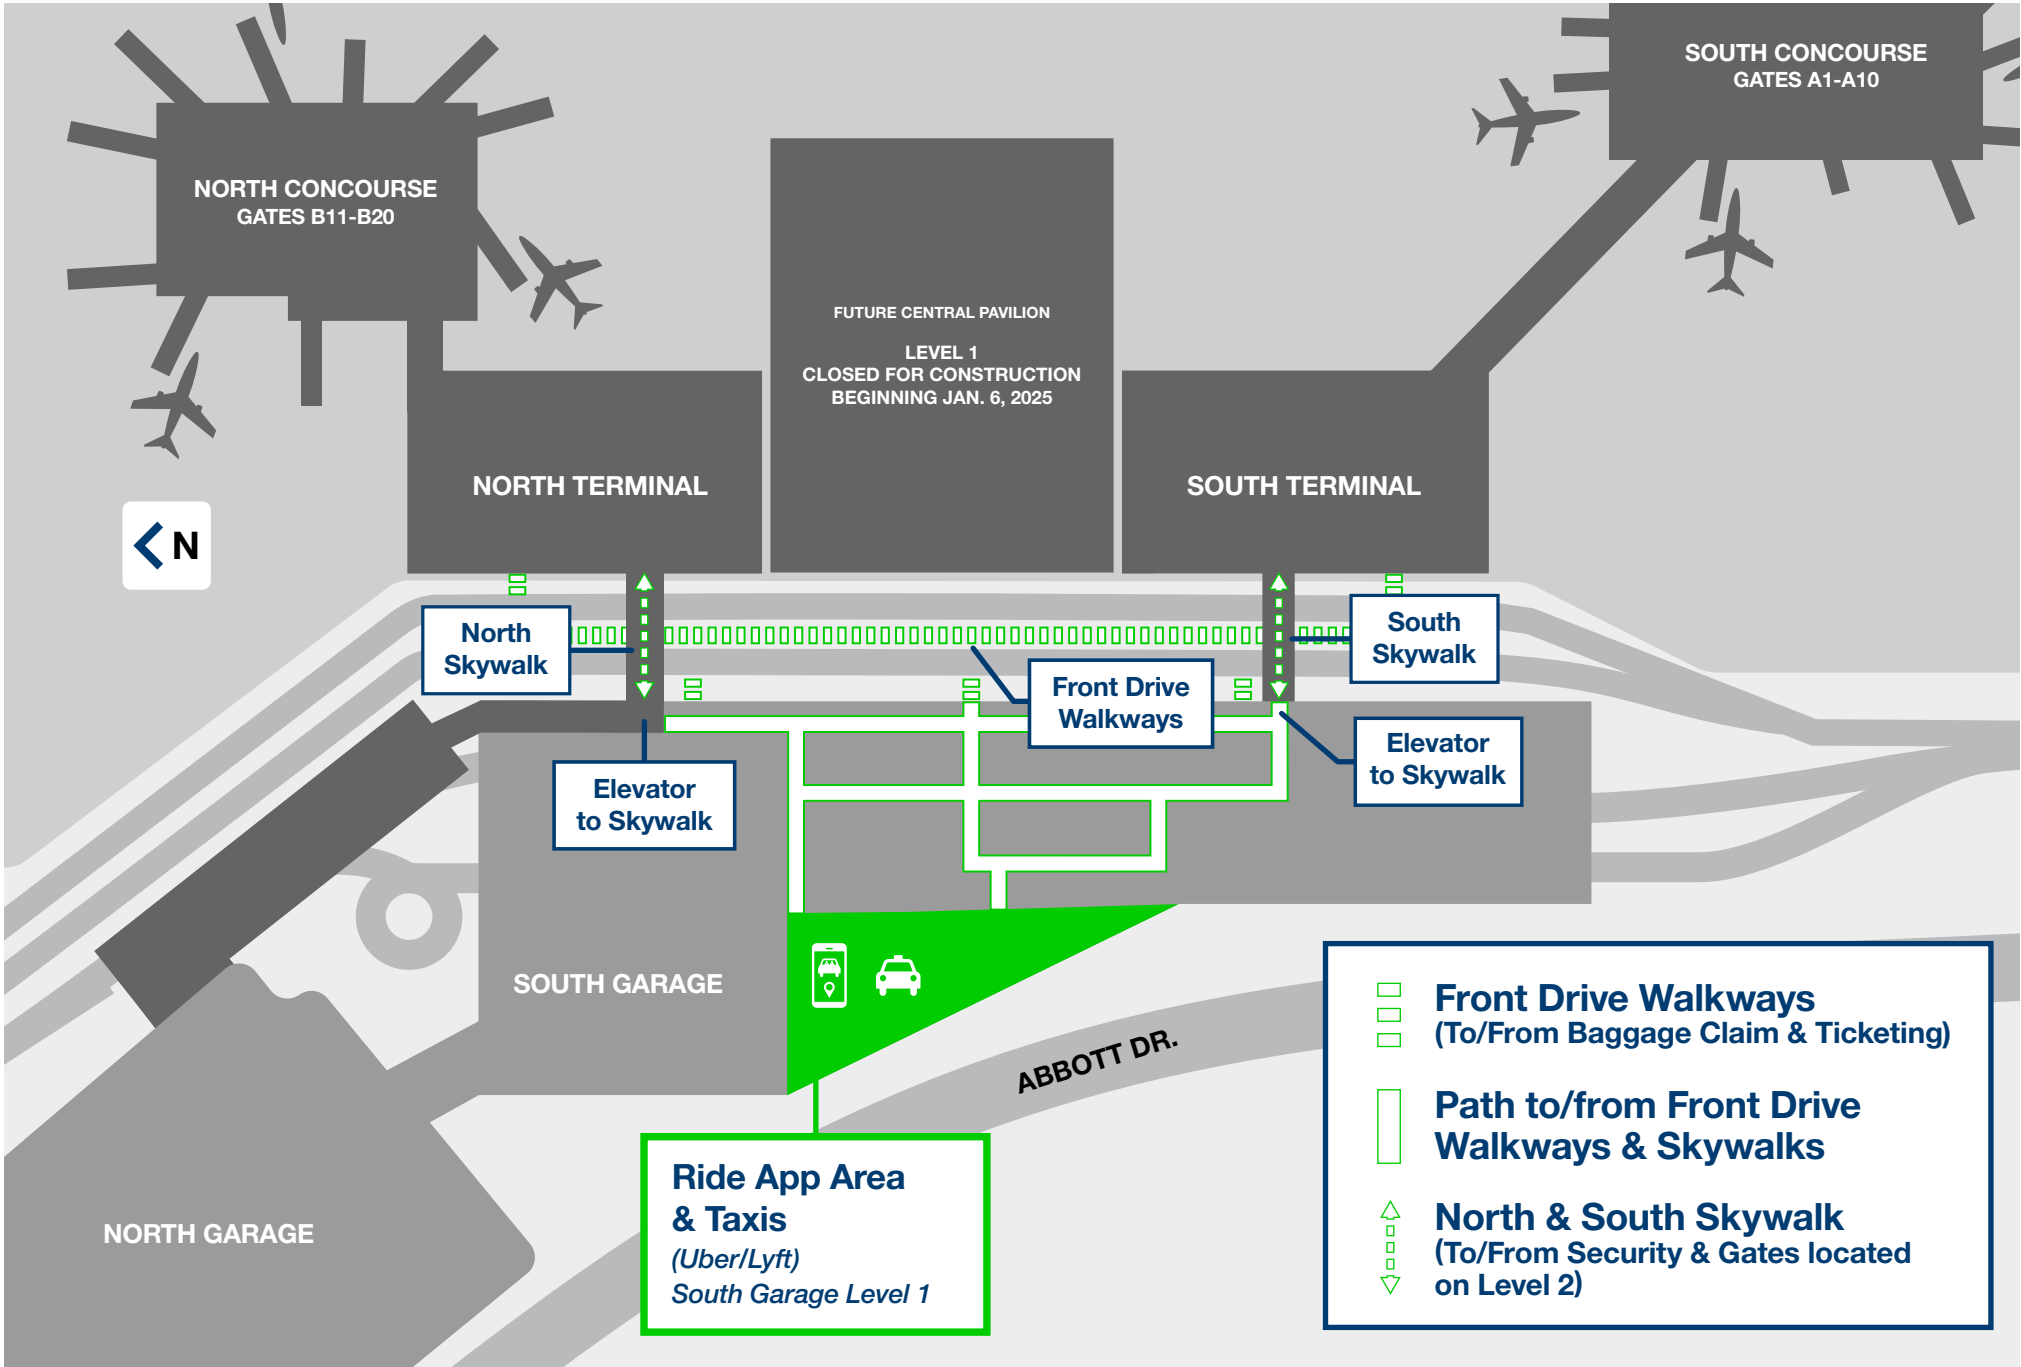 SOUTH CONCOURSE
GATES A1-A10
NORTH CONCOURSE
GATES B11-B20
FUTURE CENTRAL PAVILION
LEVEL 1
CLOSED FOR CONSTRUCTION
BEGINNING JAN. 6, 2025
NORTH TERMINAL
SOUTH TERMINAL
N
North
Skywalk
South
Skywalk
Front Drive
Walkways
Elevator
to Skywalk
Elevator
to Skywalk
SOUTH GARAGE
ABBOTT DR.
NORTH GARAGE
Ride App Area
& Taxis
(Uber/Lyft)
South Garage Level 1
Front Drive Walkways
(To/From Baggage Claim & Ticketing)
Path to/from Front Drive
Walkways & Skywalks
North & South Skywalk
(To/From Security & Gates located
on Level 2)